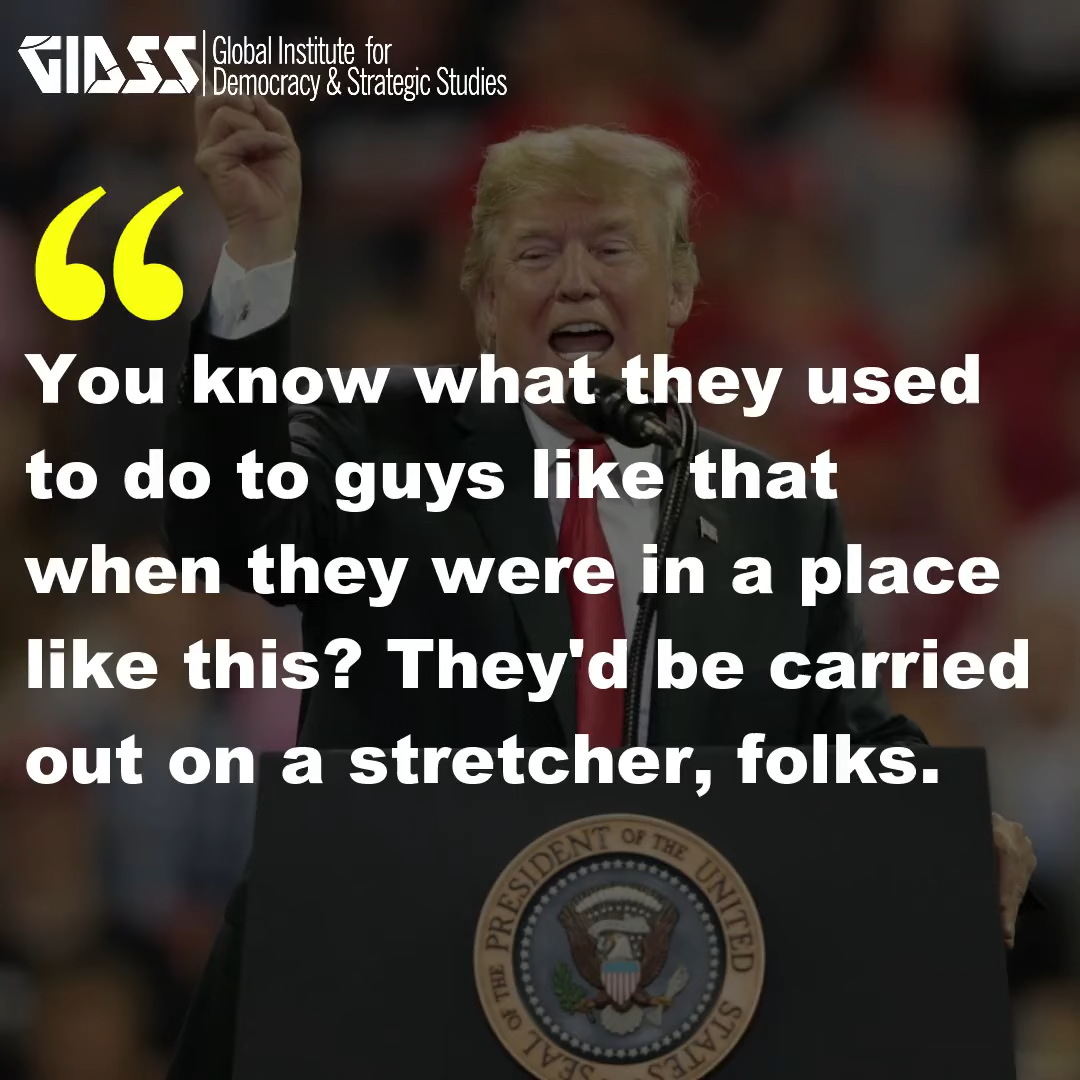 GIDSS
Global Institute for
Democracy & Strategic Studies
“
You know what they used
to do to guys like that
when they were in a place
like this? They'd be carried
out on a stretcher, folks.
SEAL OF THE PRESIDENT OF THE UNITED STATES